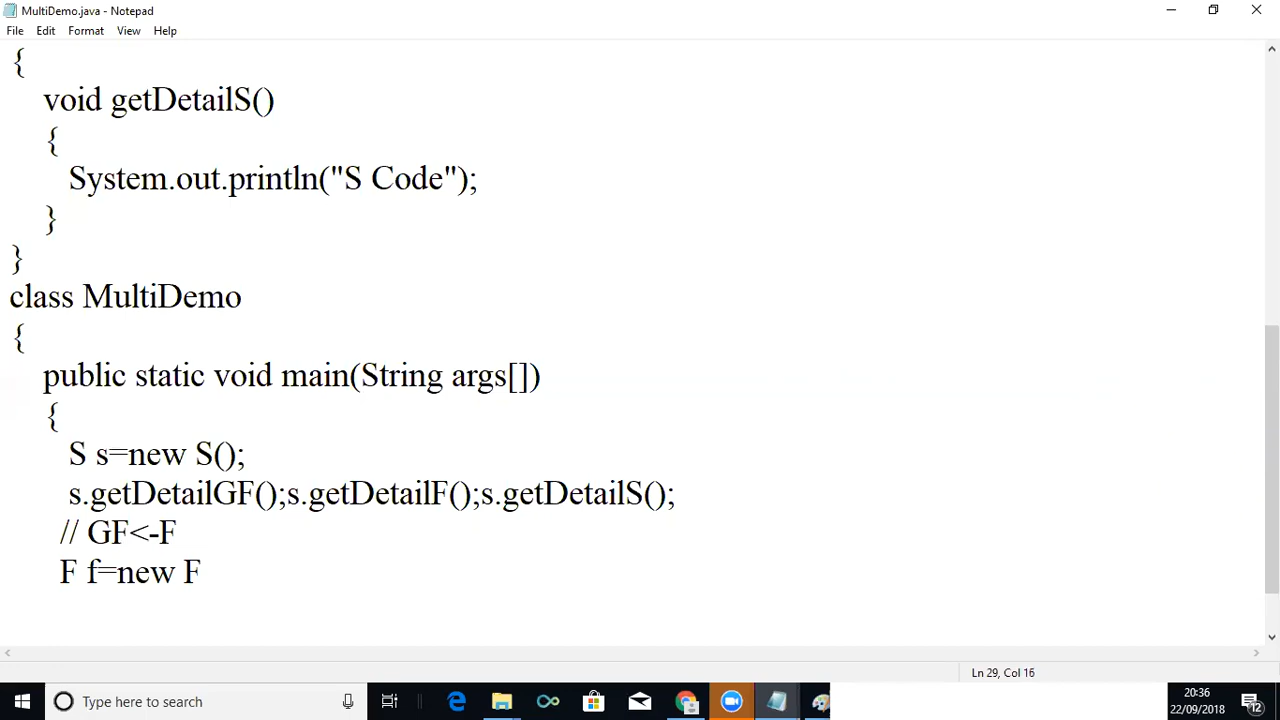 MultiDemo.java - Notepad
File Edit Format View Help
{
void getDetailS()
{
System.out.println("S Code");
}
}
class MultiDemo
{
public static void main(String args[])
{
S s=new S();
s.getDetailGF();s.getDetailF();s.getDetailS();
// GF<-F
F f=new F
Ln 29, Col 16
Type here to search
20:36
22/09/2018
12